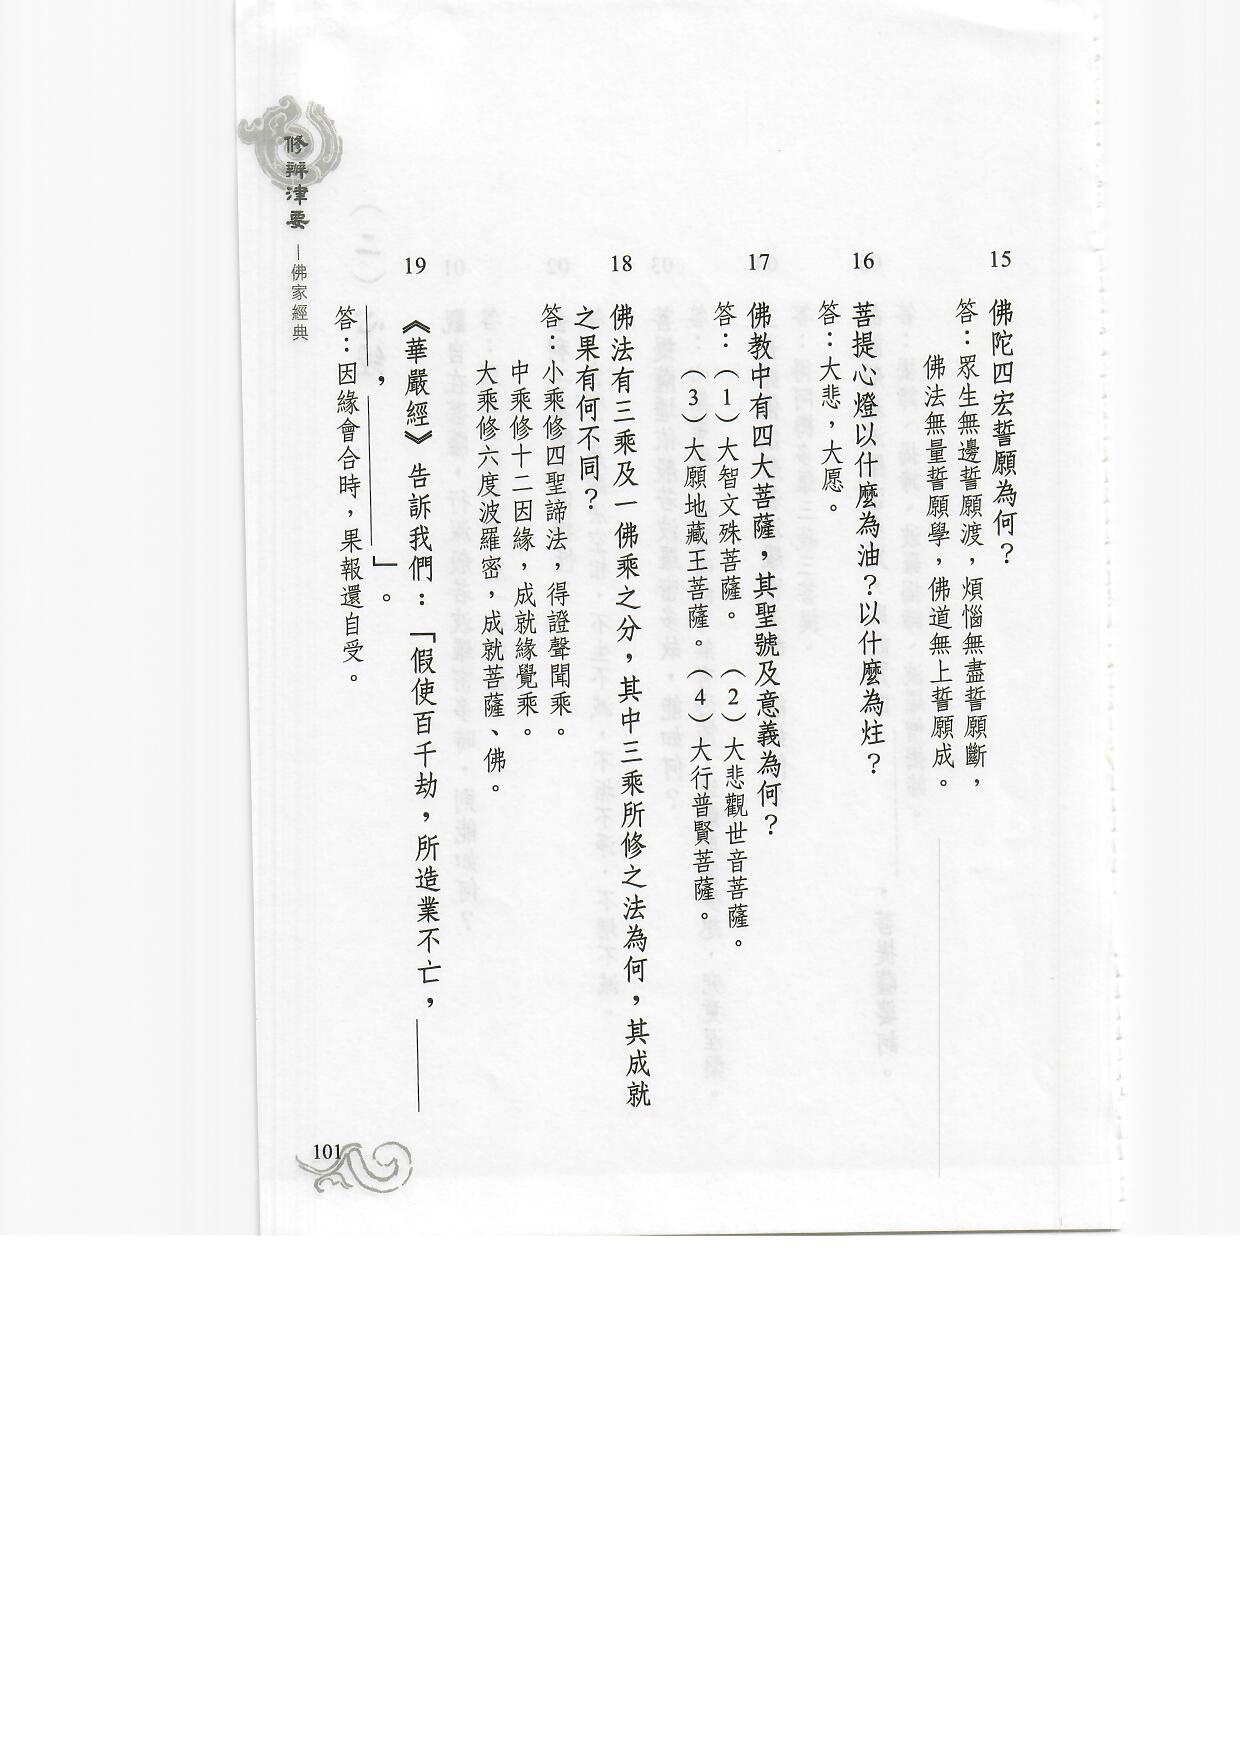 15
佛陀四宏誓願為何？
答：眾生無邊誓願渡，煩惱無盡誓願斷，
佛法無量誓願學，佛道無上誓願成。
16
菩提心燈以什麼為油？以什麼為炷？
答：大悲，大愿。
17
佛教中有四大菩薩，其聖號及意義為何？
答：（1）大智文殊菩薩。（2）大悲觀世音菩薩。
（3）大願地藏王菩薩。（4）大行普賢菩薩。
18
佛法有三乘及一佛乘之分，其中三乘所修之法為何，其成就
之果有何不同？
答：小乘修四聖諦法，得證聲聞乘。
中乘修十二因緣，成就緣覺乘。
大乘修六度波羅密，成就菩薩、佛。
19
《華嚴經》告訴我們：「假使百千劫，所造業不亡，＿＿＿
＿＿，＿＿＿＿＿」。
答：因緣會合時，果報還自受。
修辦津要
—佛家經典
101